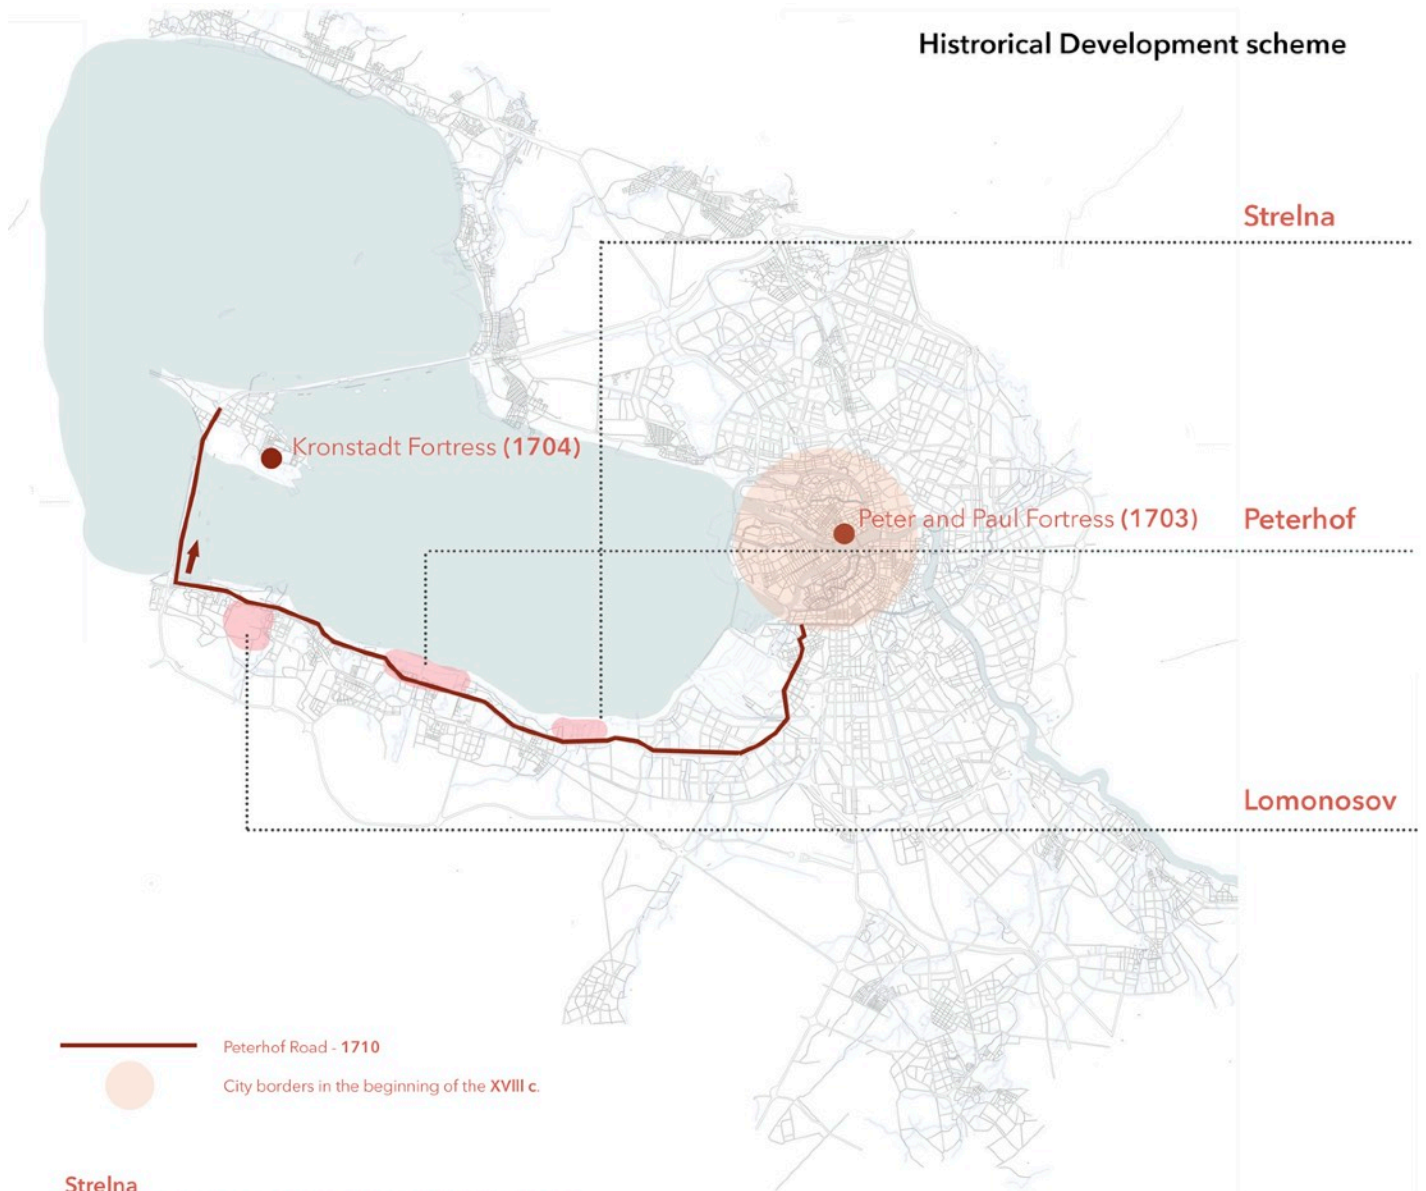 Histrorical Development scheme
Strelna
Kronstadt Fortress (1704)
Peter and Paul Fortress (1703)
Peterhof
Lomonosov
Peterhof Road - 1710
City borders in the beginning of the XVIII c.
Strelna